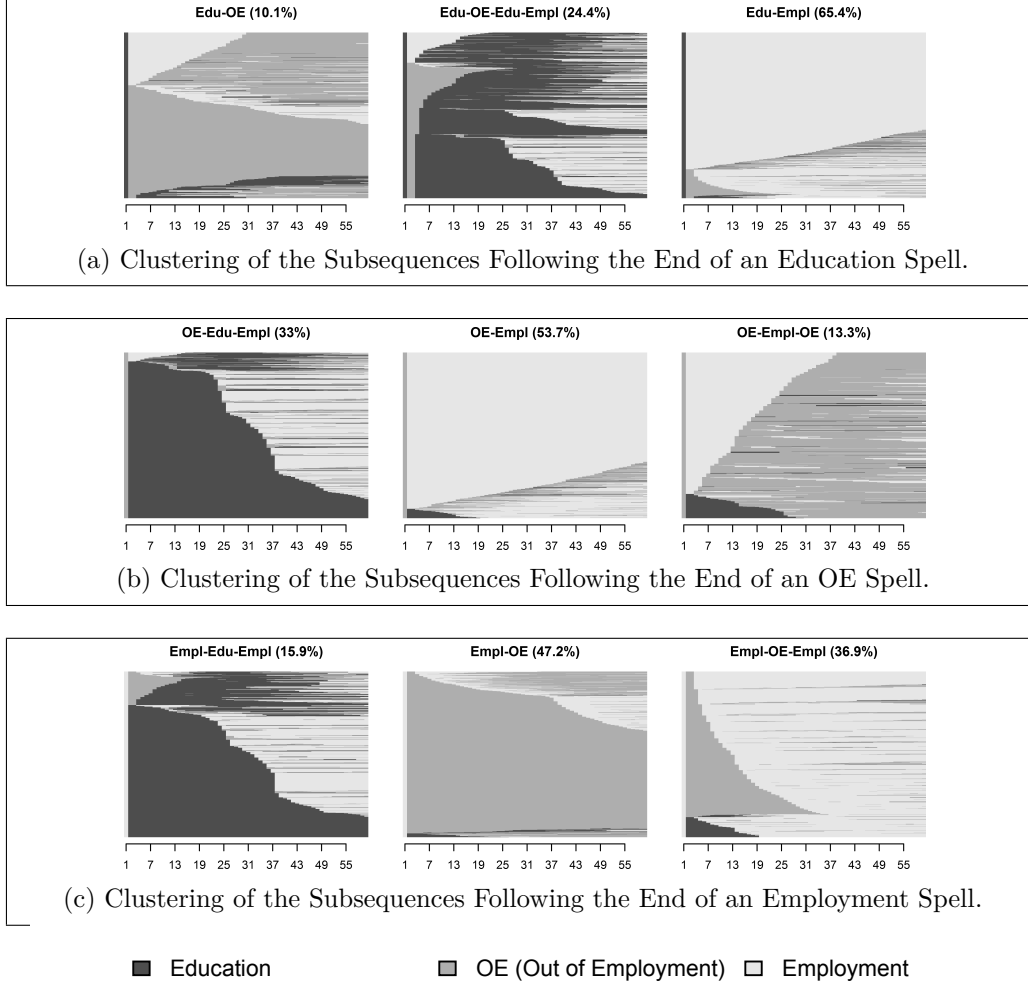 Edu-OE (10.1%) Edu-OE-Edu-Empl (24.4%) Edu-Empl (65.4%)
1 7 13 19 25 31 37 43 49 55 1 7 13 19 25 31 37 43 49 55 1 7 13 19 25 31 37 43 49 55
(a) Clustering of the Subsequences Following the End of an Education Spell.
OE-Edu-Empl (33%) OE-Empl (53.7%) OE-Empl-OE (13.3%)
1 7 13 19 25 31 37 43 49 55 1 7 13 19 25 31 37 43 49 55 1 7 13 19 25 31 37 43 49 55
(b) Clustering of the Subsequences Following the End of an OE Spell.
Empl-Edu-Empl (15.9%) Empl-OE (47.2%) Empl-OE-Empl (36.9%)
1 7 13 19 25 31 37 43 49 55 1 7 13 19 25 31 37 43 49 55 1 7 13 19 25 31 37 43 49 55
(c) Clustering of the Subsequences Following the End of an Employment Spell.
Education OE (Out of Employment) Employment